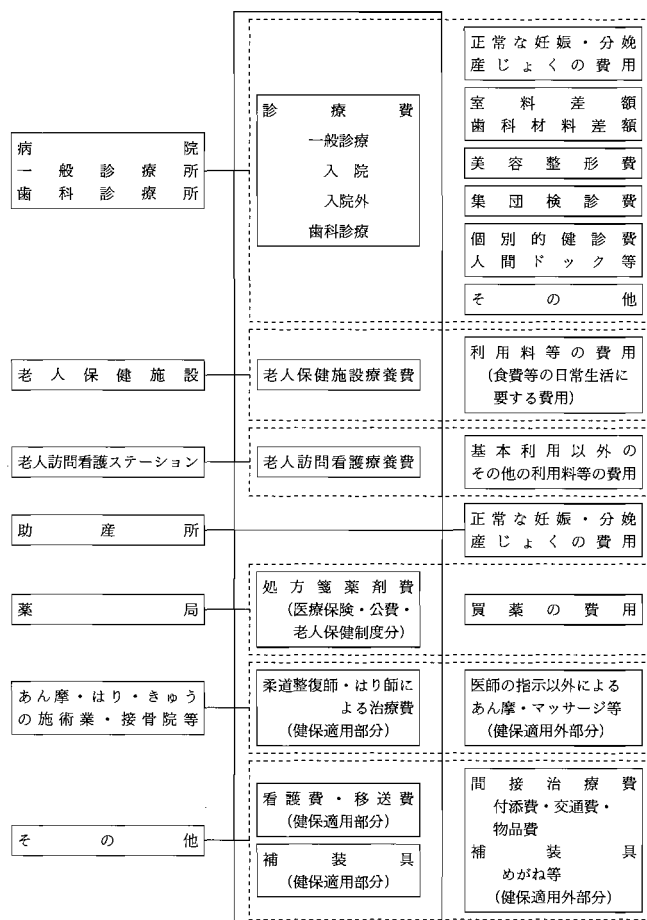 正常な妊娠・分娩
産じょくの費用
診療費
一般診療
入院
入院外
歯科診療
室料差額
歯科材料差額
病院
一般診療所
歯科診療所
美容整形費
集団検診費
個別的健診費
人間ドック等
その他
老人保健施設
老人保健施設療養費
利用料等の費用
(食費等の日常生活に
要する費用)
老人訪問看護ステーション
老人訪問看護療養費
基本利用以外の
その他の利用料等の費用
助産所
正常な妊娠・分娩
産じょくの費用
薬局
処方箋薬剤費
(医療保険・公費・
老人保健制度分)
買薬の費用
あん摩・はり・きゅう
の施術業・接骨院等
柔道整復師・はり師に
よる治療費
(健保適用部分)
医師の指示以外による
あん摩・マッサージ等
(健保適用外部分)
その他
看護費・移送費
(健保適用部分)
補装具
(健保適用部分)
間接治療費
付添費・交通費・
物品費
補装具
めがね等
(健保適用外部分)